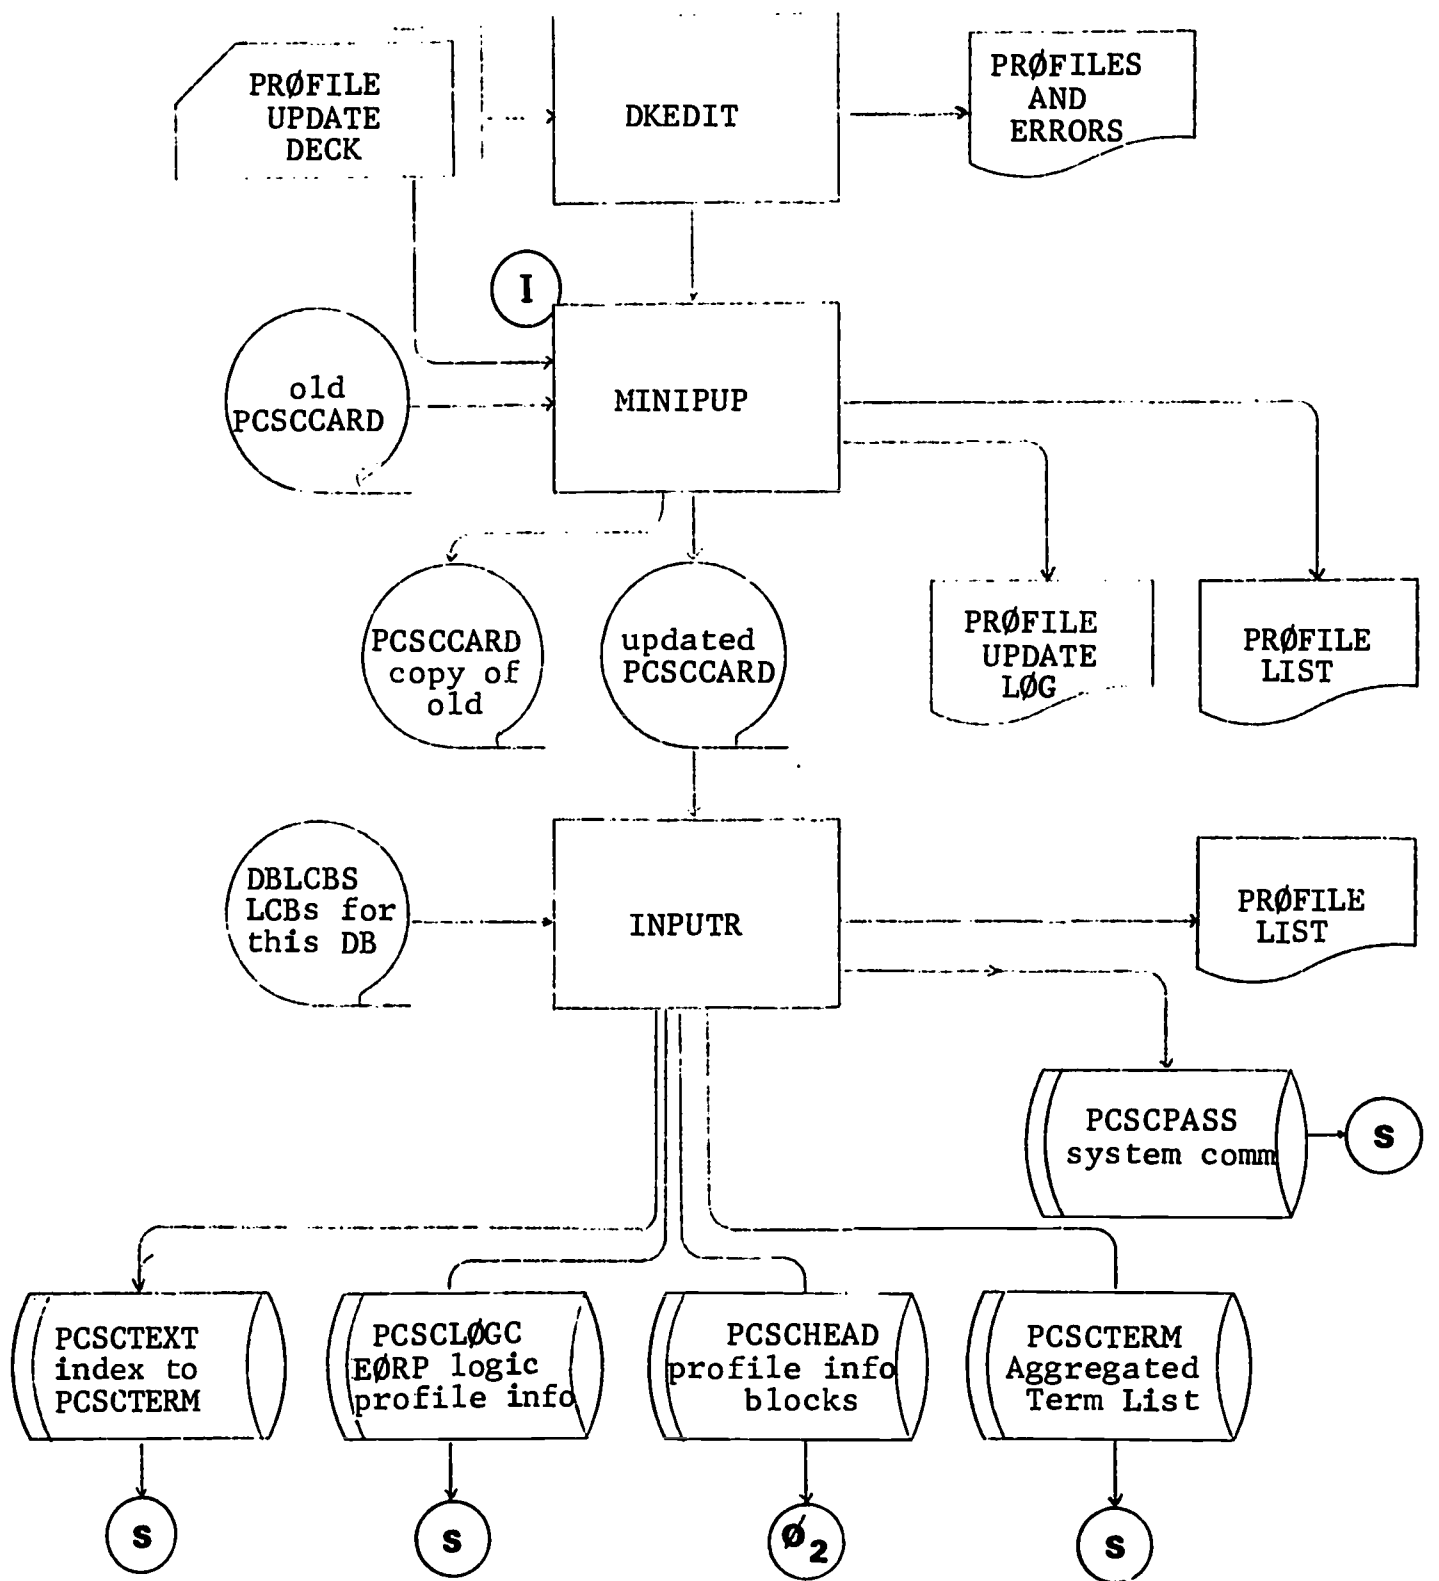 PRØFILE
UPDATE
DECK
DKEDIT
PRØFILES
AND
ERRORS
I
old
PCSCCARD
MINIPUP
PCSCCARD
copy of
old
updated
PCSCCARD
PRØFILE
UPDATE
LØG
PRØFILE
LIST
DBLCBS
LCBs for
this DB
INPUTR
PRØFILE
LIST
PCSCPASS
system comm
S
PCSCTEXT
index to
PCSCTERM
PCSCLØGC
EØRP logic
profile info
PCSCHEAD
profile info
blocks
PCSCTERM
Aggregated
Term List
S
S
Ø2
S